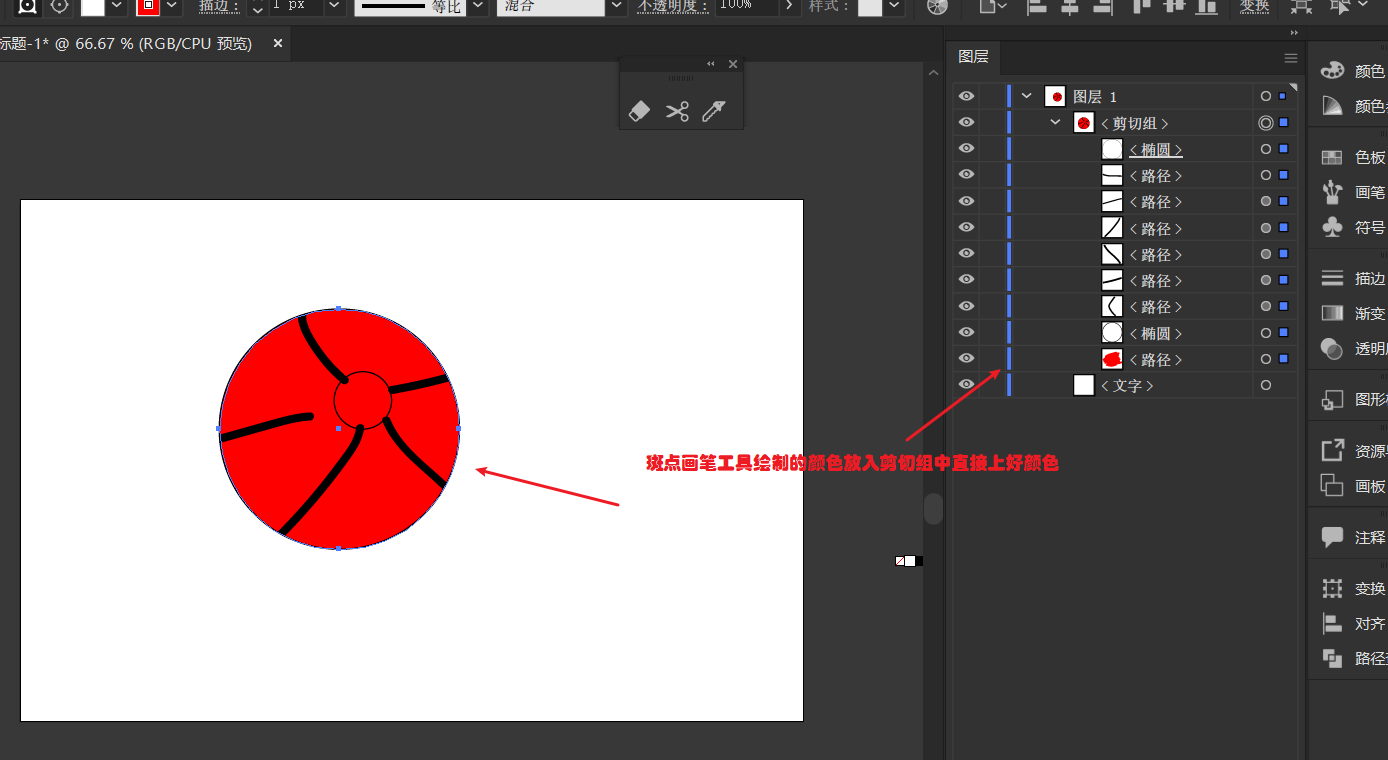 描边： 1 px 等比 混合 不透明度： 100% 样式： 变换
标题-1* @ 66.67 % (RGB/CPU 预览) ×
图层
图层 1
<剪切组>
<椭圆>
<路径>
<路径>
<路径>
<路径>
<路径>
<路径>
<椭圆>
<路径>
<文字>
斑点画笔工具绘制的颜色放入剪切组中直接上好颜色
颜色
颜色
色板
画笔
符号
描边
渐变
透明
图形
资源
画板
注释
变换
对齐
路径